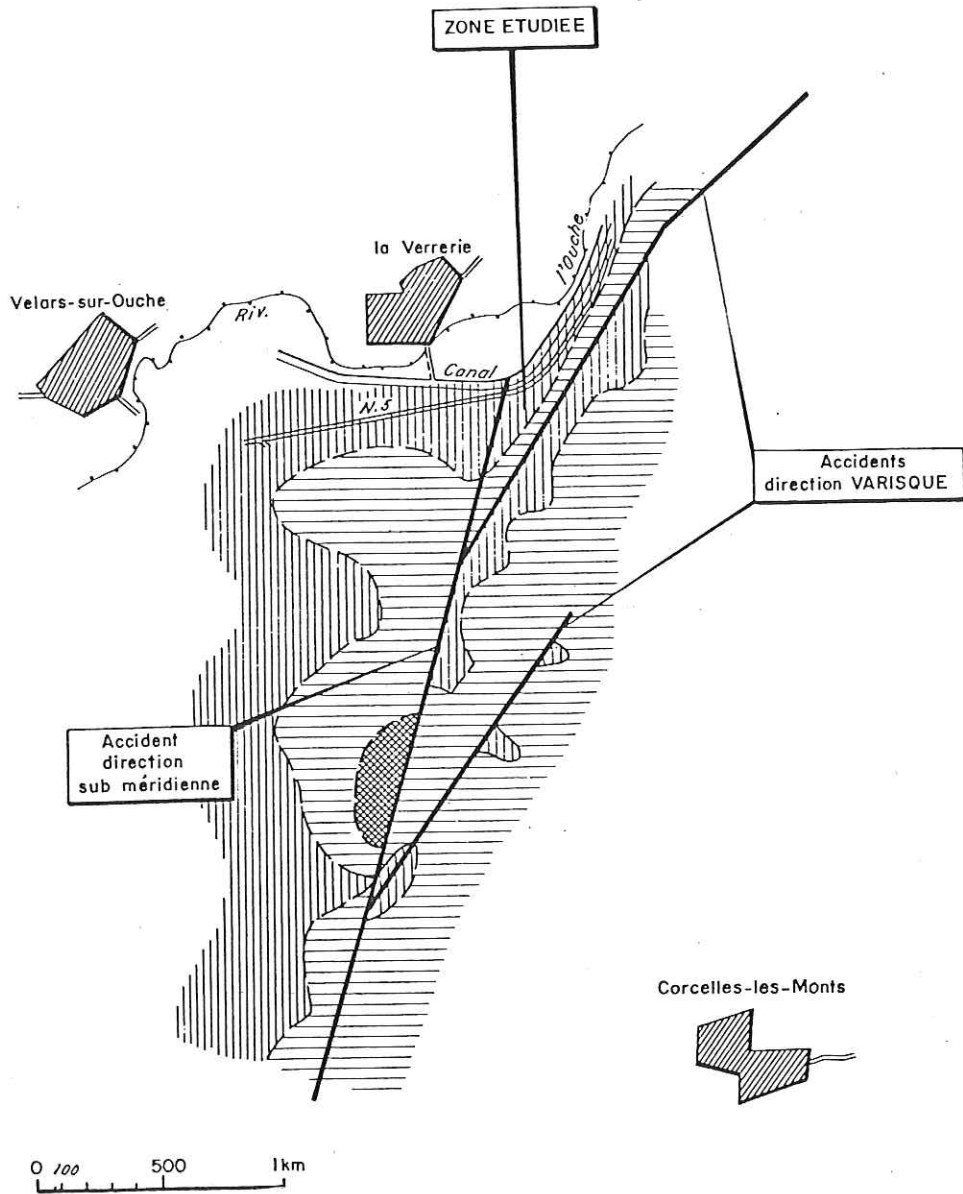 ZONE ETUDIEE
la Verrerie
l'Ouche
Velars-sur-Ouche
Riv.
Canal
N.5
Accidents
direction VARISQUE
Accident
direction
sub méridienne
Corcelles-les-Monts
0 100 500 1km